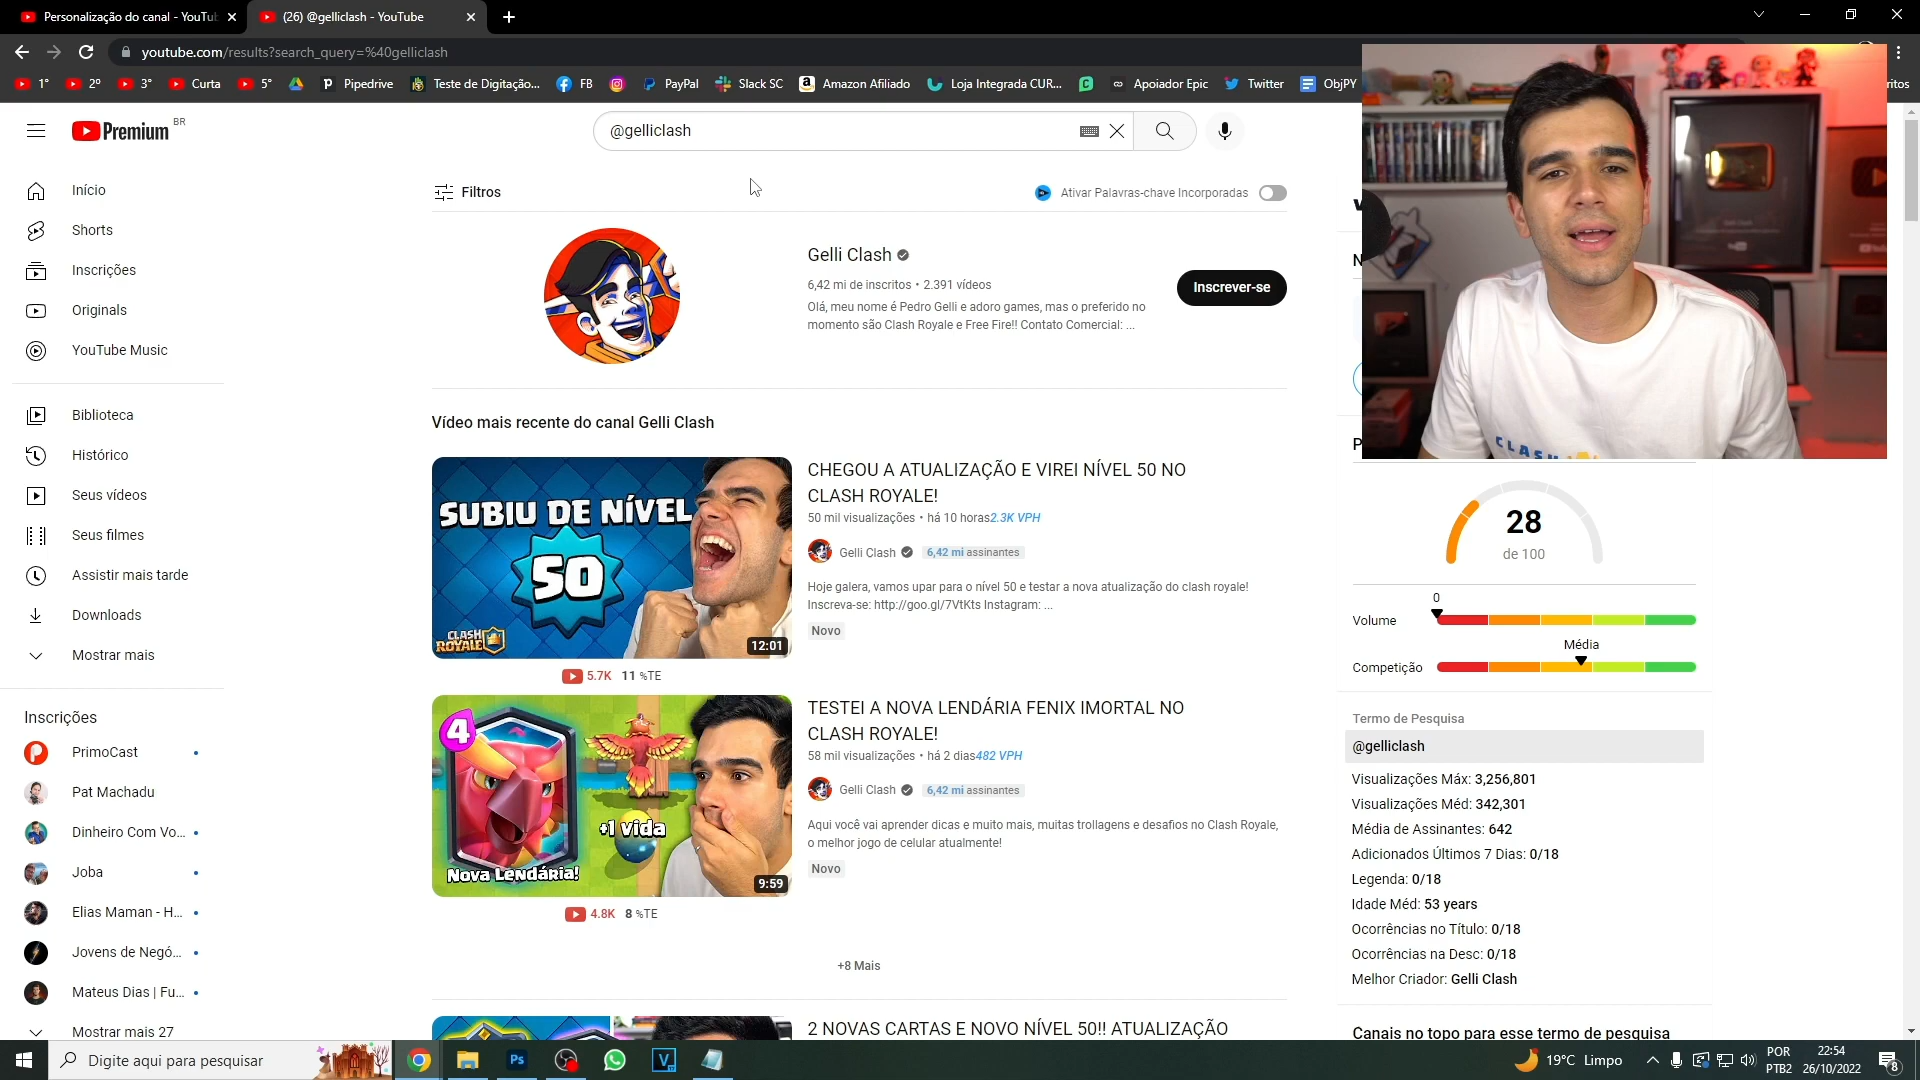 Personalização do canal - YouTu
(26) @gelliclash - YouTube
youtube.com/results?search_query=%40gelliclash
1°
2º
3°
Curta
5°
Pipedrive
Teste de Digitação...
FB
PayPal
Slack SC
Amazon Afiliado
Loja Integrada CUR...
Apoiador Epic
Twitter
ObjPY
ritos
Premium BR
@gelliclash
Início
Shorts
Inscrições
Originals
YouTube Music
Biblioteca
Histórico
Seus vídeos
Seus filmes
Assistir mais tarde
Downloads
Mostrar mais
Inscrições
PrimoCast
Pat Machadu
Dinheiro Com Vo...
Joba
Elias Maman - H...
Jovens de Negó...
Mateus Dias | Fu...
Mostrar mais 27
Filtros
Ativar Palavras-chave Incorporadas
Gelli Clash
6,42 mi de inscritos • 2.391 vídeos
Olá, meu nome é Pedro Gelli e adoro games, mas o preferido no
momento são Clash Royale e Free Fire!! Contato Comercial: ...
Inscrever-se
Vídeo mais recente do canal Gelli Clash
SUBIU DE NÍVEL
50
CLASH
ROYALE!
12:01
5.7K 11 %TE
CHEGOU A ATUALIZAÇÃO E VIREI NÍVEL 50 NO
CLASH ROYALE!
50 mil visualizações • há 10 horas2.3K VPH
Gelli Clash 6,42 mi assinantes
Hoje galera, vamos upar para o nível 50 e testar a nova atualização do clash royale!
Inscreva-se: http://goo.gl/7VtKts Instagram: ...
Novo
4
+1 vida
Nova Lendária!
9:59
4.8K 8 %TE
TESTEI A NOVA LENDÁRIA FENIX IMORTAL NO
CLASH ROYALE!
58 mil visualizações • há 2 dias482 VPH
Gelli Clash 6,42 mi assinantes
Aqui você vai aprender dicas e muito mais, muitas trollagens e desafios no Clash Royale,
o melhor jogo de celular atualmente!
Novo
+8 Mais
2 NOVAS CARTAS E NOVO NÍVEL 50!! ATUALIZAÇÃO
CLASH
28
de 100
0
Volume
Média
Competição
Termo de Pesquisa
@gelliclash
Visualizações Máx: 3,256,801
Visualizações Méd: 342,301
Média de Assinantes: 642
Adicionados Últimos 7 Dias: 0/18
Legenda: 0/18
Idade Méd: 53 years
Ocorrências no Título: 0/18
Ocorrências na Desc: 0/18
Melhor Criador: Gelli Clash
Canais no topo para esse termo de pesquisa
Digite aqui para pesquisar
Ps
V
19°C Limpo
POR
PTB2
22:54
26/10/2022
8